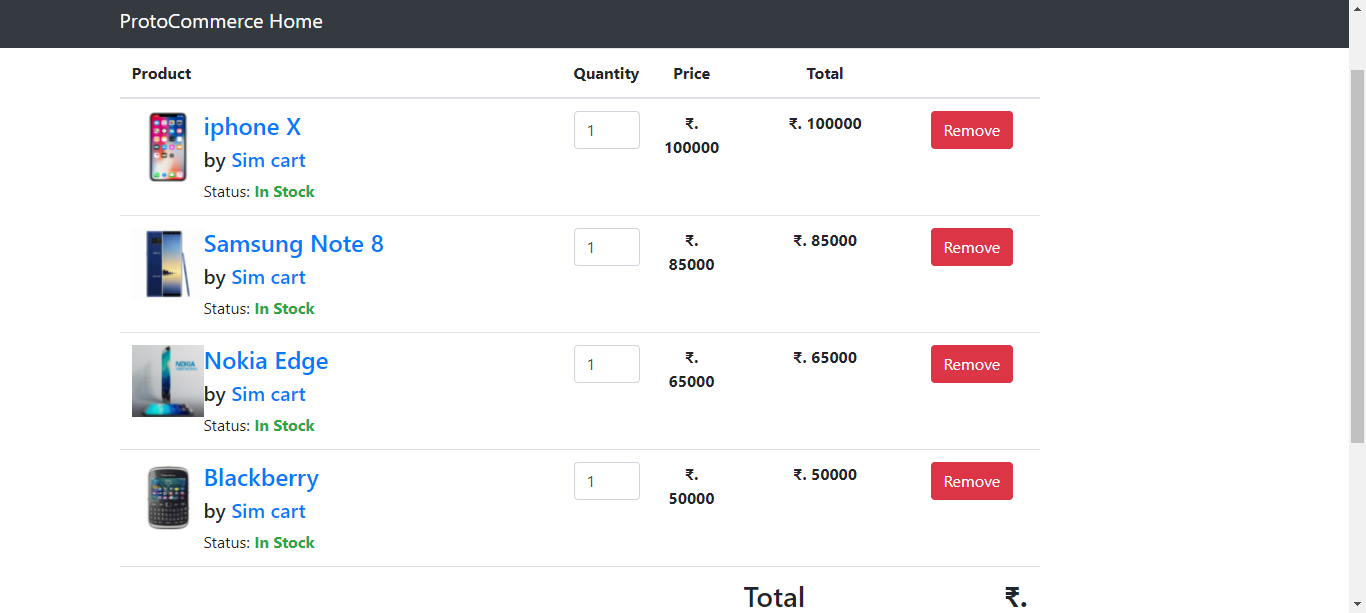 ProtoCommerce Home
Product Quantity Price Total
iphone X
by Sim cart
Status: In Stock
1
₹.
100000
₹. 100000
Remove
Samsung Note 8
by Sim cart
Status: In Stock
1
₹.
85000
₹. 85000
Remove
NOKIA
Nokia Edge
by Sim cart
Status: In Stock
1
₹.
65000
₹. 65000
Remove
Blackberry
by Sim cart
Status: In Stock
1
₹.
50000
₹. 50000
Remove
Total ₹.